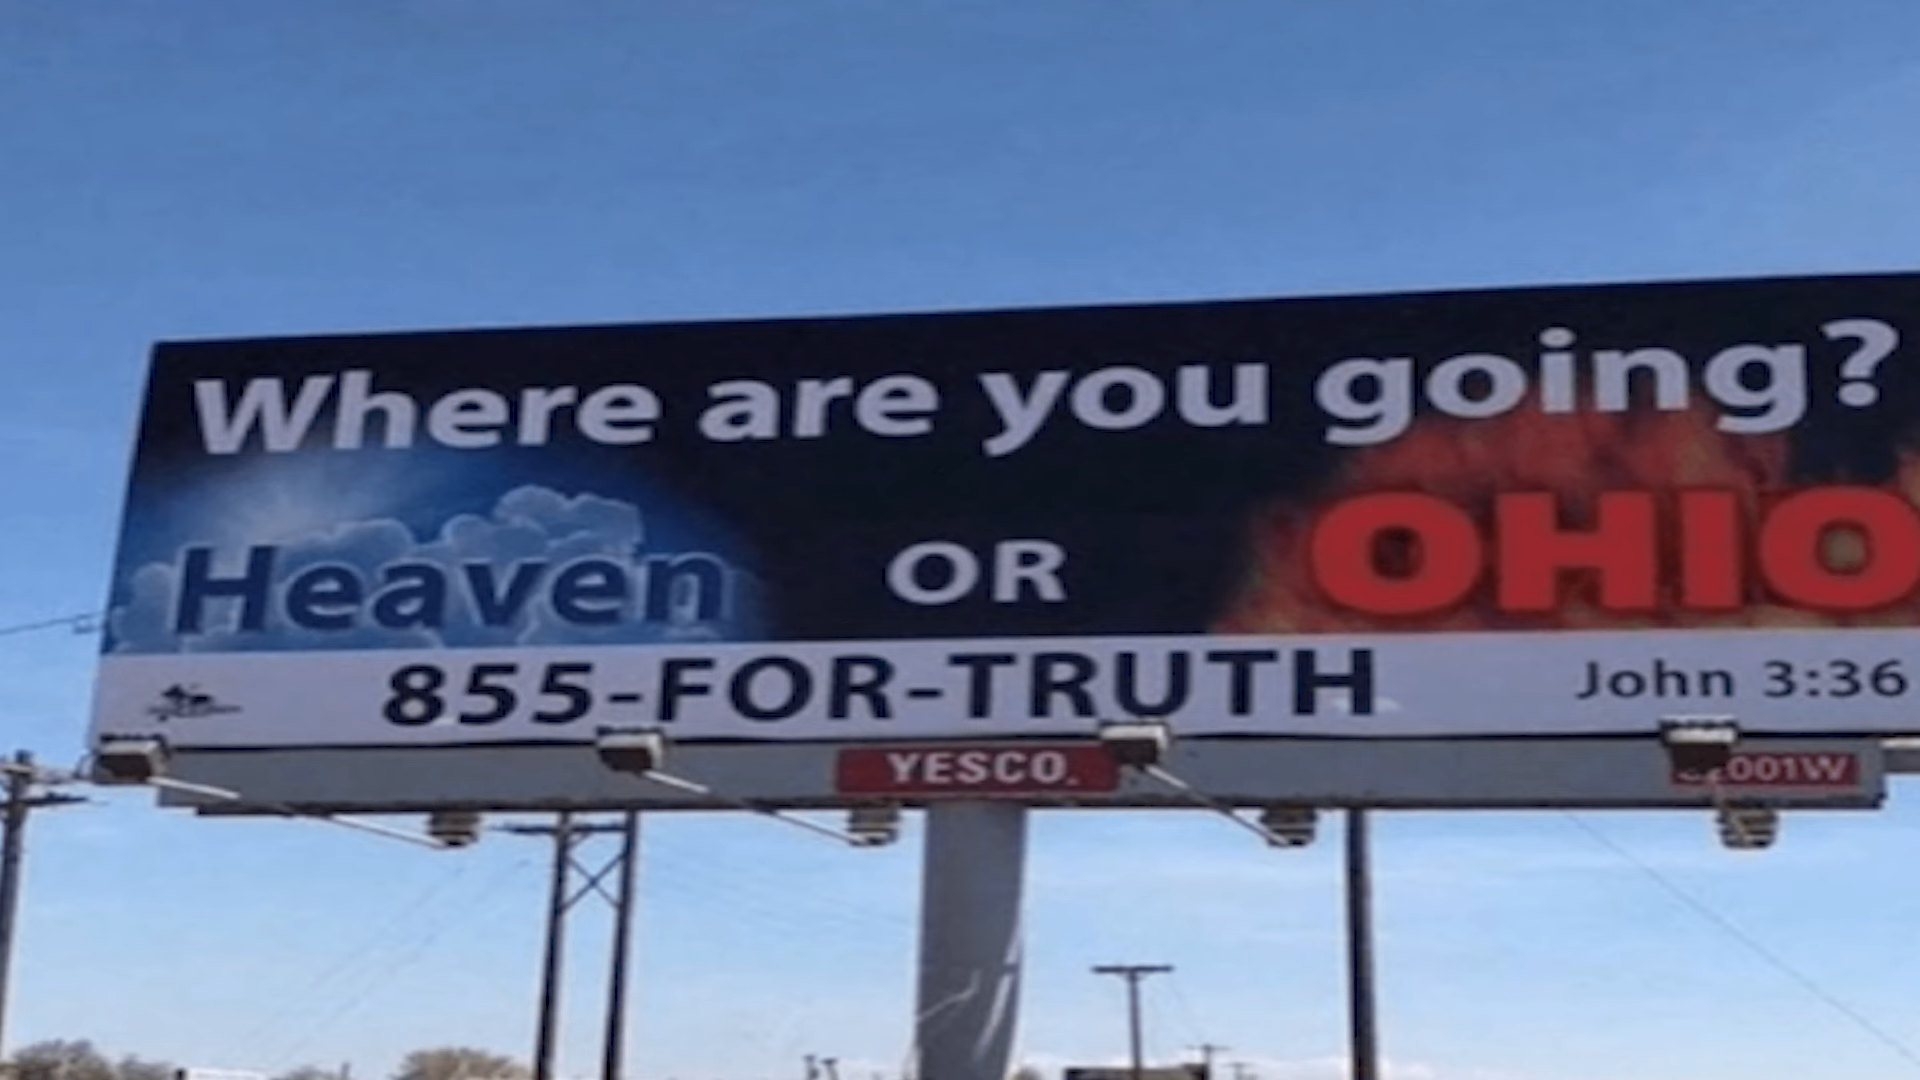 Where are you going?
Heaven OR OHIO
855-FOR-TRUTH John 3:36
YESCO.